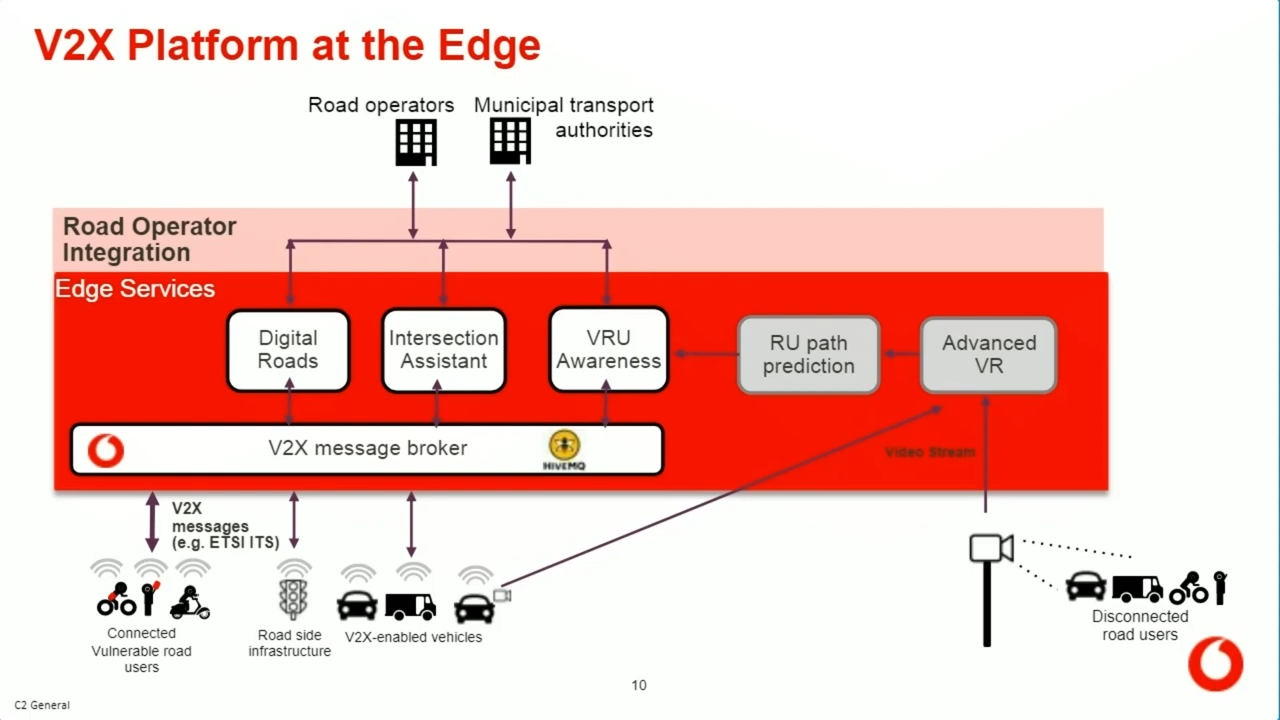 V2X Platform at the Edge
Road operators
Municipal transport
authorities
Road Operator
Integration
Edge Services
Digital
Roads
Intersection
Assistant
VRU
Awareness
RU path
prediction
Advanced
VR
V2X message broker
HIVEMQ
Video Stream
V2X
messages
(e.g. ETSI ITS)
Connected
Vulnerable road
users
Road side
infrastructure
V2X-enabled vehicles
Disconnected
road users
10
C2 General